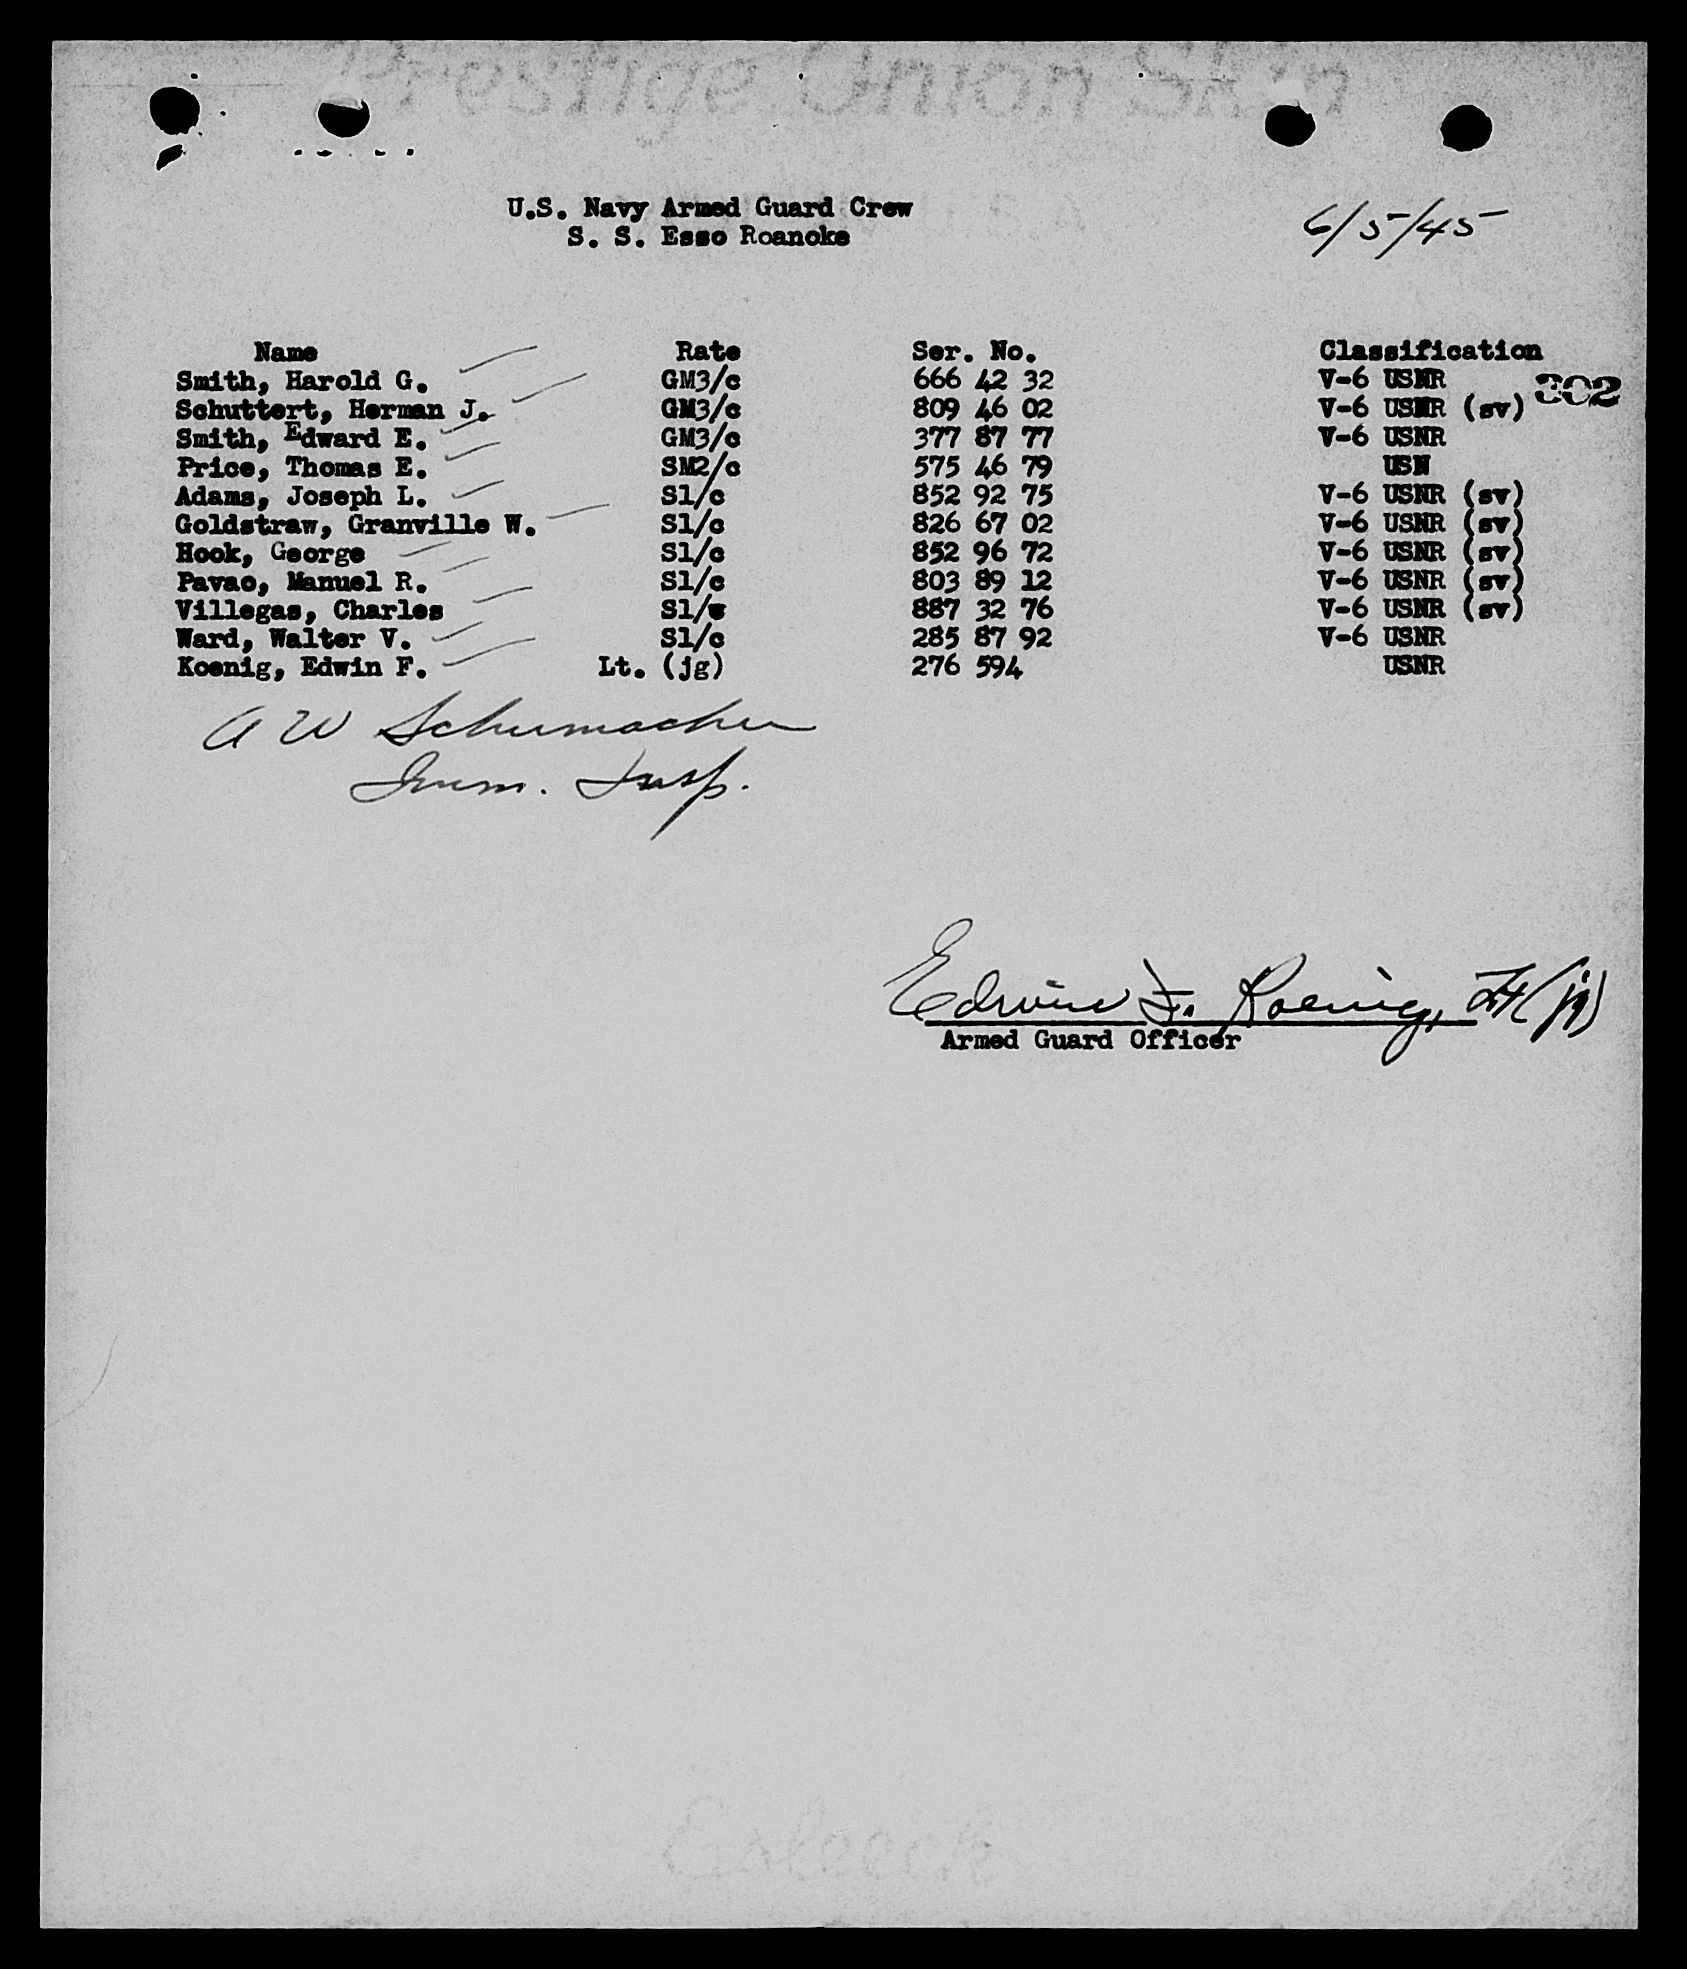 Prestige Union Skin
U.S. Navy Armed Guard Crew
S. S. Esso Roanoke
6/5/45
Name Rate Ser. No. Classification
Smith, Harold G. GM3/c 666 42 32 V-6 USNR
302
Schuttert, Herman J. GM3/c 809 46 02 V-6 USNR (sv)
Smith, Edward E. GM3/c 377 87 77 V-6 USNR
Price, Thomas E. SM2/c 575 46 79 USN
Adams, Joseph L. S1/c 852 92 75 V-6 USNR (sv)
Goldstraw, Granville W. S1/c 826 67 02 V-6 USNR (sv)
Hook, George S1/c 852 96 72 V-6 USNR (sv)
Pavao, Manuel R. S1/c 803 89 12 V-6 USNR (sv)
Villegas, Charles S1/c 887 32 76 V-6 USNR (sv)
Ward, Walter V. S1/c 285 87 92 V-6 USNR
Koenig, Edwin F. Lt. (jg) 276 594 USNR
A W Schumacher
Imm. Insp.
Edwin F. Koenig, Lt(jg)
Armed Guard Officer